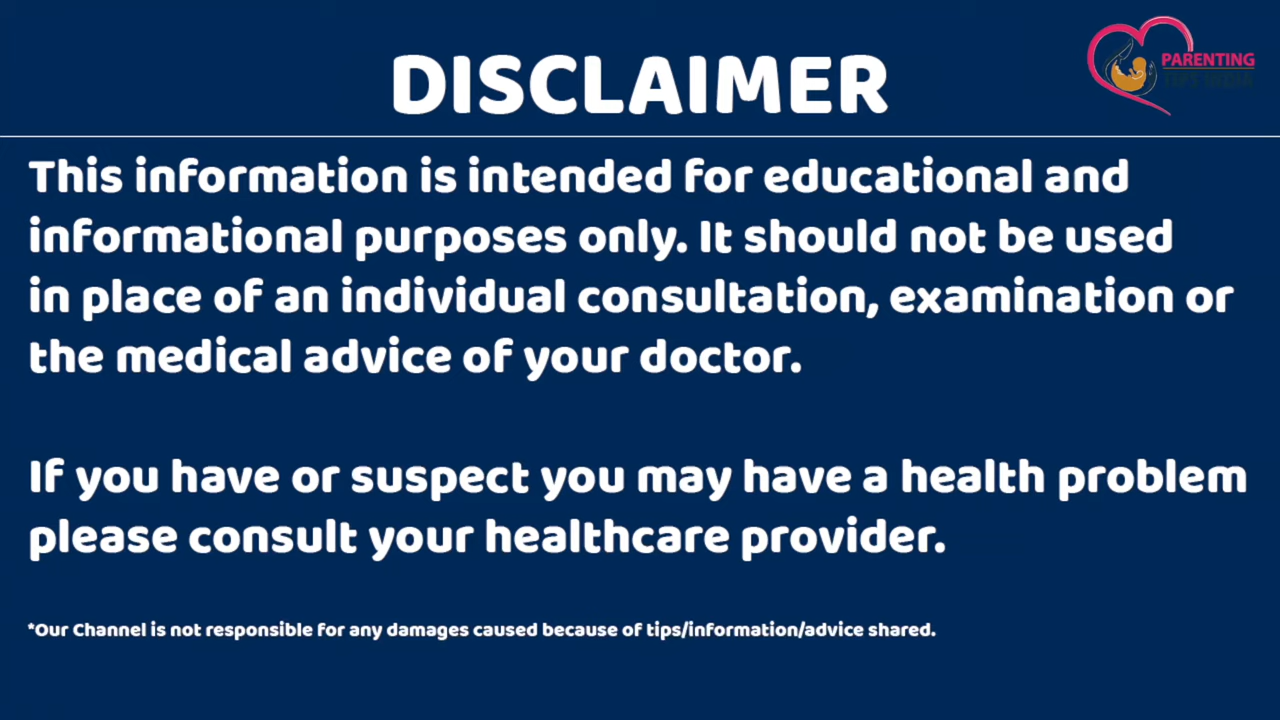 PARENTING
DISCLAIMER
This information is intended for educational and
informational purposes only. It should not be used
in place of an individual consultation, examination or
the medical advice of your doctor.
If you have or suspect you may have a health problem
please consult your healthcare provider.
*Our Channel is not responsible for any damages caused because of tips/information/advice shared.